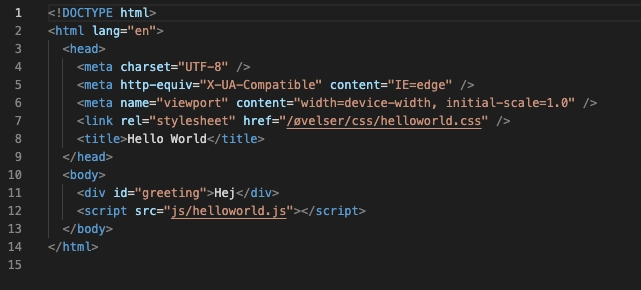 1 <!DOCTYPE html>
2 <html lang="en">
3 <head>
4 <meta charset="UTF-8" />
5 <meta http-equiv="X-UA-Compatible" content="IE=edge" />
6 <meta name="viewport" content="width=device-width, initial-scale=1.0" />
7 <link rel="stylesheet" href="/øvelser/css/helloworld.css" />
8 <title>Hello World</title>
9 </head>
10 <body>
11 <div id="greeting">Hej</div>
12 <script src="js/helloworld.js"></script>
13 </body>
14 </html>
15